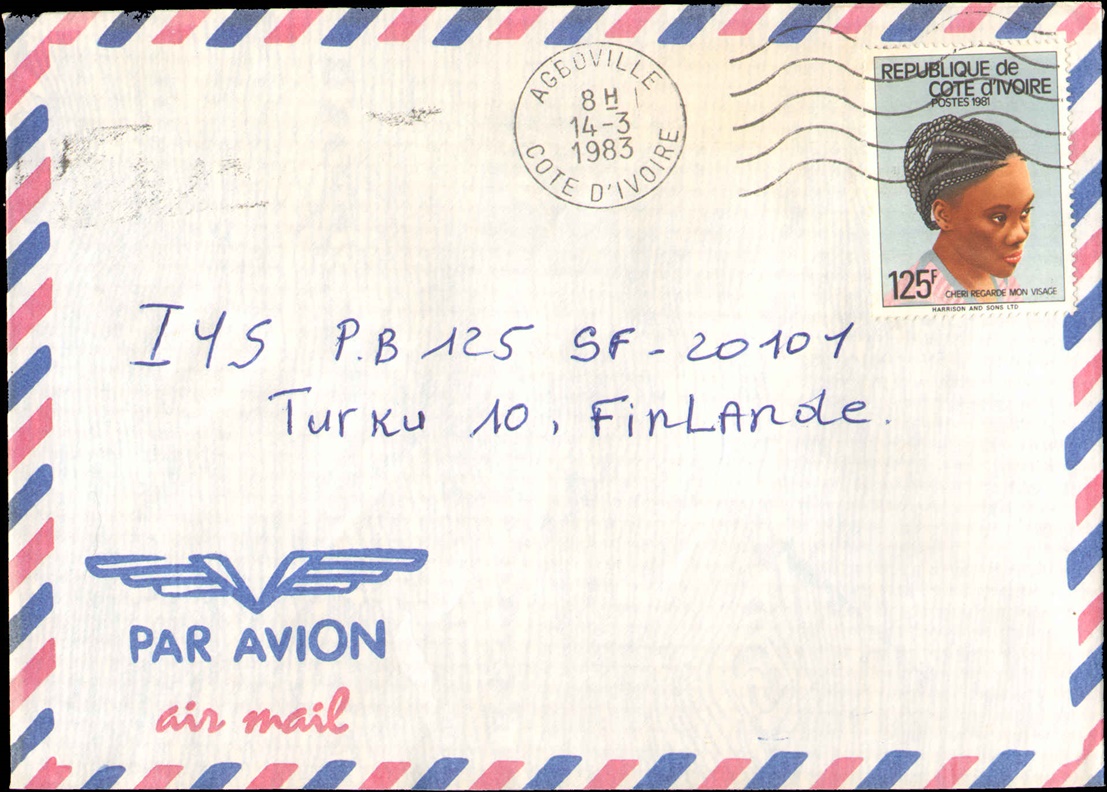 AGBOVILLE
8 H
14-3
1983
COTE D'IVOIRE
REPUBLIQUE de
COTE d'IVOIRE
POSTES 1981
125F
CHERI REGARDE MON VISAGE
HARRISON AND SONS LTD
IYS P.B 125 SF-20101
Turku 10, FinLAnde.
PAR AVION
air mail